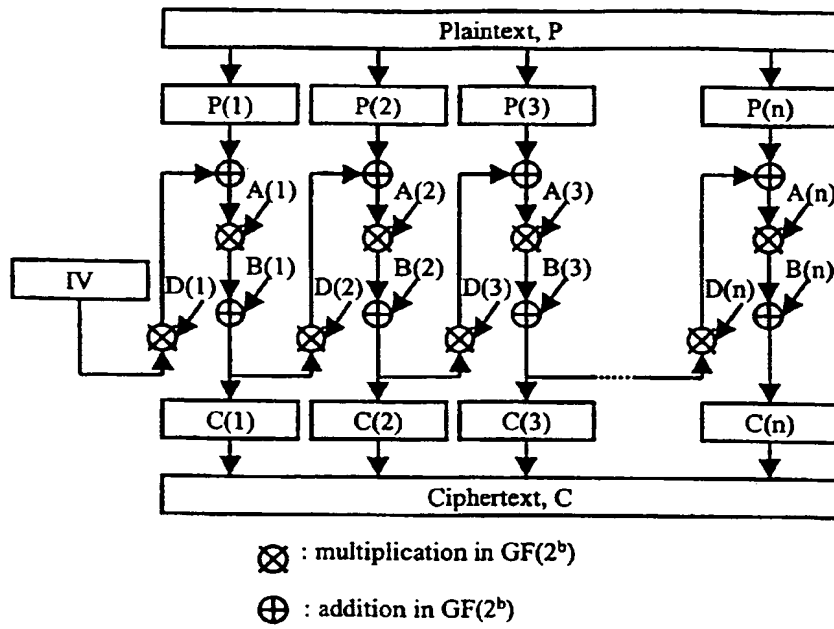 Plaintext, P
P(1) P(2) P(3) P(n)
A(1) A(2) A(3) A(n)
IV D(1) B(1) D(2) B(2) D(3) B(3) D(n) B(n)
C(1) C(2) C(3) C(n)
Ciphertext, C
: multiplication in GF(2ᵇ)
: addition in GF(2ᵇ)